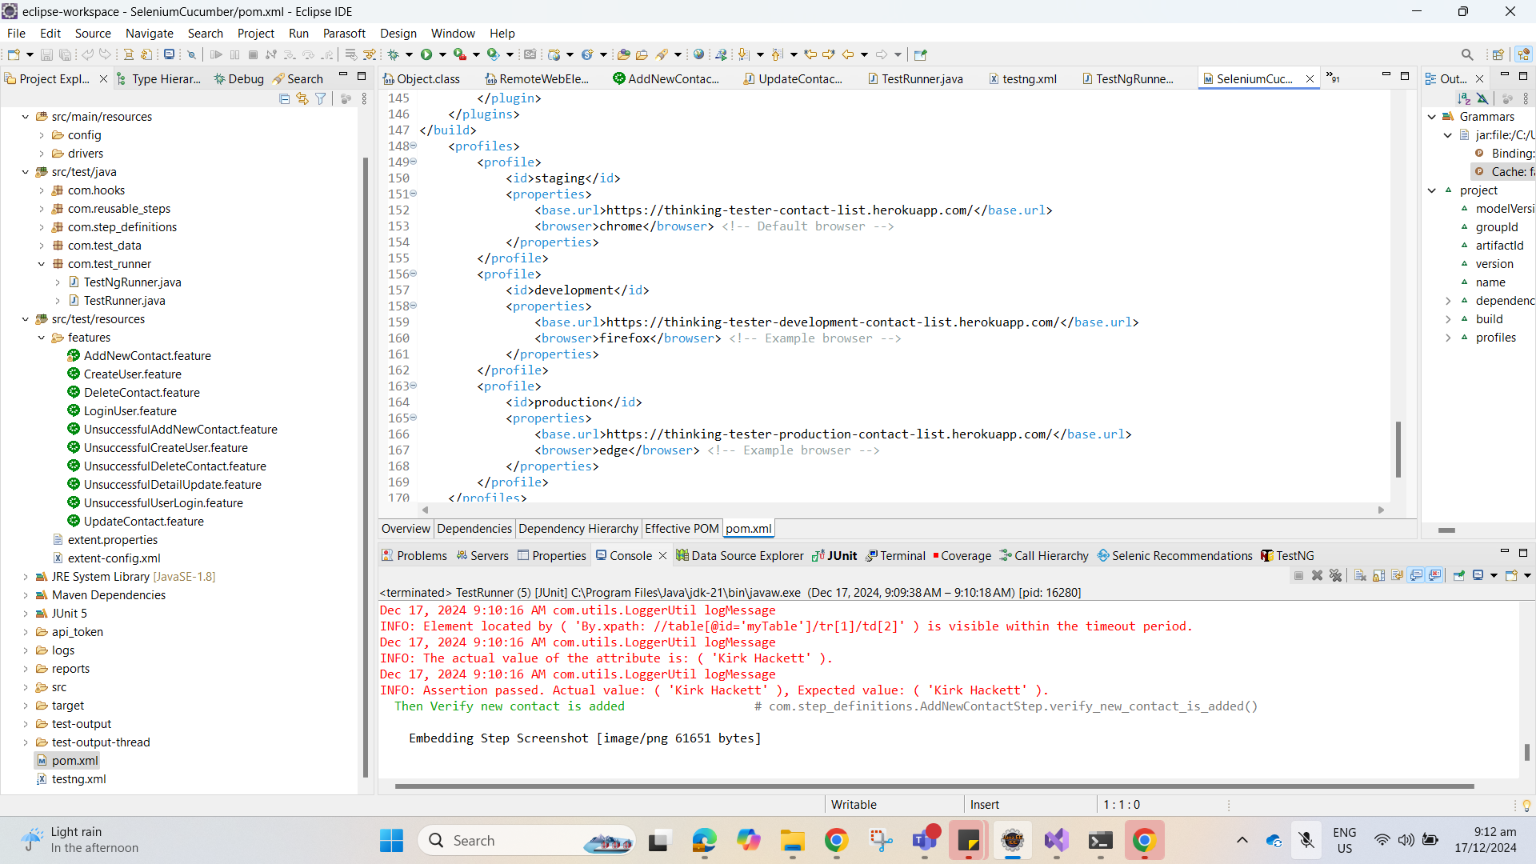 eclipse-workspace - SeleniumCucumber/pom.xml - Eclipse IDE
File Edit Source Navigate Search Project Run Parasoft Design Window Help
Project Expl... Type Hierar... Debug Search
Object.class RemoteWebEle... AddNewContac... UpdateContac... TestRunner.java testng.xml TestNgRunne... SeleniumCuc... »91
Out...
src/main/resources
config
drivers
src/test/java
com.hooks
com.reusable_steps
com.step_definitions
com.test_data
com.test_runner
TestNgRunner.java
TestRunner.java
src/test/resources
features
AddNewContact.feature
CreateUser.feature
DeleteContact.feature
LoginUser.feature
UnsuccessfulAddNewContact.feature
UnsuccessfulCreateUser.feature
UnsuccessfulDeleteContact.feature
UnsuccessfulDetailUpdate.feature
UnsuccessfulUserLogin.feature
UpdateContact.feature
extent.properties
extent-config.xml
JRE System Library [JavaSE-1.8]
Maven Dependencies
JUnit 5
api_token
logs
reports
src
target
test-output
test-output-thread
pom.xml
testng.xml
145 </plugin>
146 </plugins>
147 </build>
148 <profiles>
149 <profile>
150 <id>staging</id>
151 <properties>
152 <base.url>https://thinking-tester-contact-list.herokuapp.com/</base.url>
153 <browser>chrome</browser> <!-- Default browser -->
154 </properties>
155 </profile>
156 <profile>
157 <id>development</id>
158 <properties>
159 <base.url>https://thinking-tester-development-contact-list.herokuapp.com/</base.url>
160 <browser>firefox</browser> <!-- Example browser -->
161 </properties>
162 </profile>
163 <profile>
164 <id>production</id>
165 <properties>
166 <base.url>https://thinking-tester-production-contact-list.herokuapp.com/</base.url>
167 <browser>edge</browser> <!-- Example browser -->
168 </properties>
169 </profile>
170 </profiles>
Overview Dependencies Dependency Hierarchy Effective POM pom.xml
Grammars
jar:file:/C:/U
Binding:
Cache: fa
project
modelVersi
groupId
artifactId
version
name
dependenc
build
profiles
Problems Servers Properties Console Data Source Explorer JUnit Terminal Coverage Call Hierarchy Selenic Recommendations TestNG
<terminated> TestRunner (5) [JUnit] C:\Program Files\Java\jdk-21\bin\javaw.exe (Dec 17, 2024, 9:09:38 AM – 9:10:18 AM) [pid: 16280]
Dec 17, 2024 9:10:16 AM com.utils.LoggerUtil logMessage
INFO: Element located by ( 'By.xpath: //table[@id='myTable']/tr[1]/td[2]' ) is visible within the timeout period.
Dec 17, 2024 9:10:16 AM com.utils.LoggerUtil logMessage
INFO: The actual value of the attribute is: ( 'Kirk Hackett' ).
Dec 17, 2024 9:10:16 AM com.utils.LoggerUtil logMessage
INFO: Assertion passed. Actual value: ( 'Kirk Hackett' ), Expected value: ( 'Kirk Hackett' ).
Then Verify new contact is added # com.step_definitions.AddNewContactStep.verify_new_contact_is_added()
Embedding Step Screenshot [image/png 61651 bytes]
Writable Insert 1 : 1 : 0
Light rain
In the afternoon
Search
ENG
US
9:12 am
17/12/2024